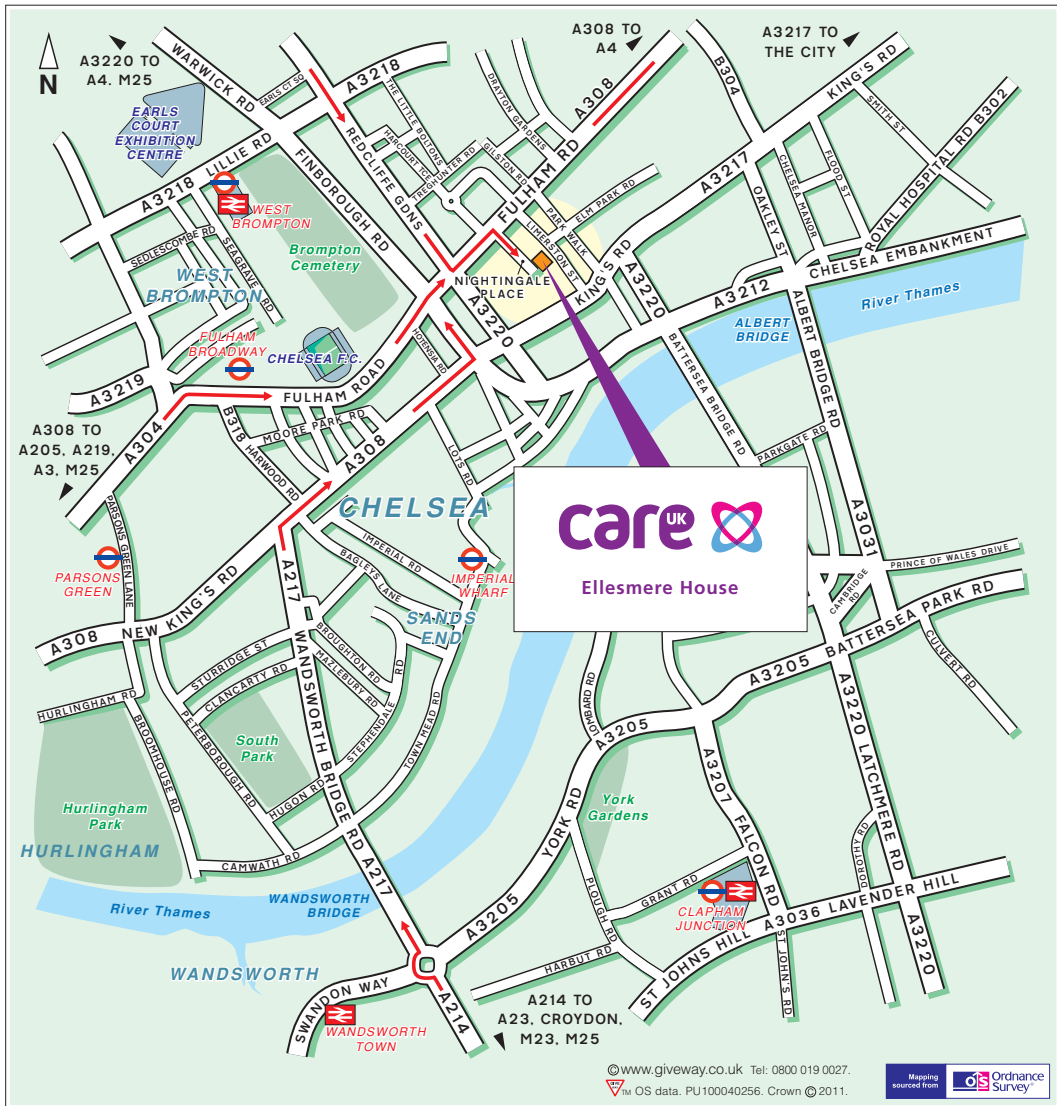 A3220 TO
A4. M25
N
A308 TO
A4
A3217 TO
THE CITY
WARWICK RD
EARLS CT SQ
A3218
EARLS
COURT
EXHIBITION
CENTRE
A3218 LILLIE RD
FINBOROUGH RD
REDCLIFFE GDNS
THE LITTLE BOLTONS
HARCOURT TCE
TREGHUNTER RD
GILSTON RD
DRAYTON GARDENS
A308
FULHAM RD
B304
KING'S RD
A3217
SMITH ST
ROYAL HOSPITAL RD B302
FLOOD ST
CHELSEA MANOR
OAKLEY ST
ELM PARK RD
PARK WALK
LIMERSTON ST
KING'S RD
A3220
NIGHTINGALE
PLACE
A3220
WEST
BROMPTON
SEDLESCOMBE RD
SEAGRAVE RD
Brompton
Cemetery
WEST
BROMPTON
CHELSEA EMBANKMENT
A3212
River Thames
ALBERT
BRIDGE
ALBERT BRIDGE RD
BATTERSEA BRIDGE RD
PARKGATE RD
FULHAM
BROADWAY
CHELSEA F.C.
HOTENSIA RD
A3219
FULHAM ROAD
MOORE PARK RD
B318 HARWOOD RD
A308
LOTS RD
A304
A308 TO
A205, A219,
A3, M25
CHELSEA
care UK
Ellesmere House
A3031
PRINCE OF WALES DRIVE
CAMBRIDGE RD
PARSONS GREEN LANE
PARSONS
GREEN
IMPERIAL RD
BAGLEYS LANE
IMPERIAL
WHARF
SANDS
END
A308 NEW KING'S RD
A217 WANDSWORTH BRIDGE RD A217
STURRIDGE ST
CLANCARTY RD
BROUGHTON RD
MAZLEBURY RD
STEPHENDALE RD
TOWN MEAD RD
HURLINGHAM RD
BROOMHOUSE RD
PETERBOROUGH RD
South
Park
HUGON RD
Hurlingham
Park
HURLINGHAM
CAMWATH RD
LOMBARD RD
A3205
A3205 BATTERSEA PARK RD
CULVERT RD
A3220 LATCHMERE RD
A3220
A3207 FALCON RD
York
Gardens
YORK RD
A3205
PLOUGH RD
GRANT RD
DOROTHY RD
CLAPHAM
JUNCTION
ST JOHNS HILL A3036 LAVENDER HILL
ST JOHN'S RD
HARBUT RD
River Thames
WANDSWORTH
BRIDGE
WANDSWORTH
SWANDON WAY
WANDSWORTH
TOWN
A214
A214 TO
A23, CROYDON,
M23, M25
© www.giveway.co.uk Tel: 0800 019 0027.
GIVE WAY TM OS data. PU100040256. Crown © 2011.
Mapping
sourced from
OS Ordnance
Survey®